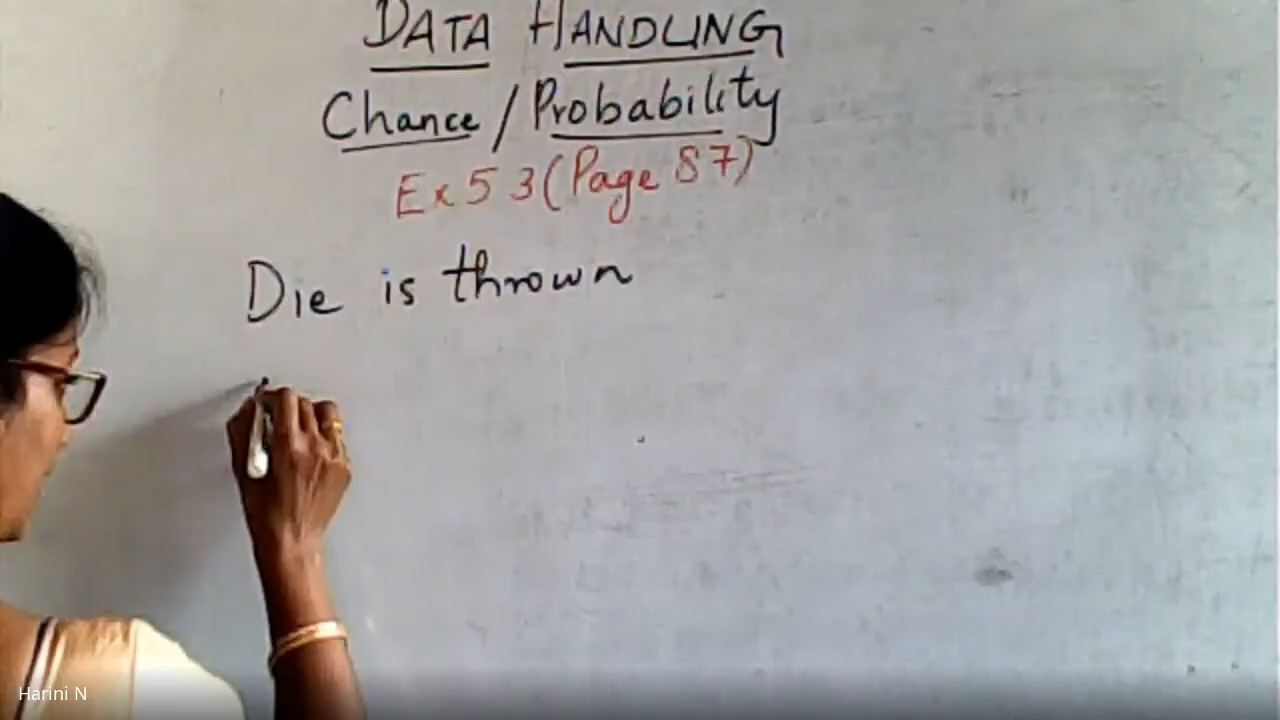 DATA HANDLING
Chance / Probability
Ex 5 3 (Page 87)
Die is thrown
Harini N